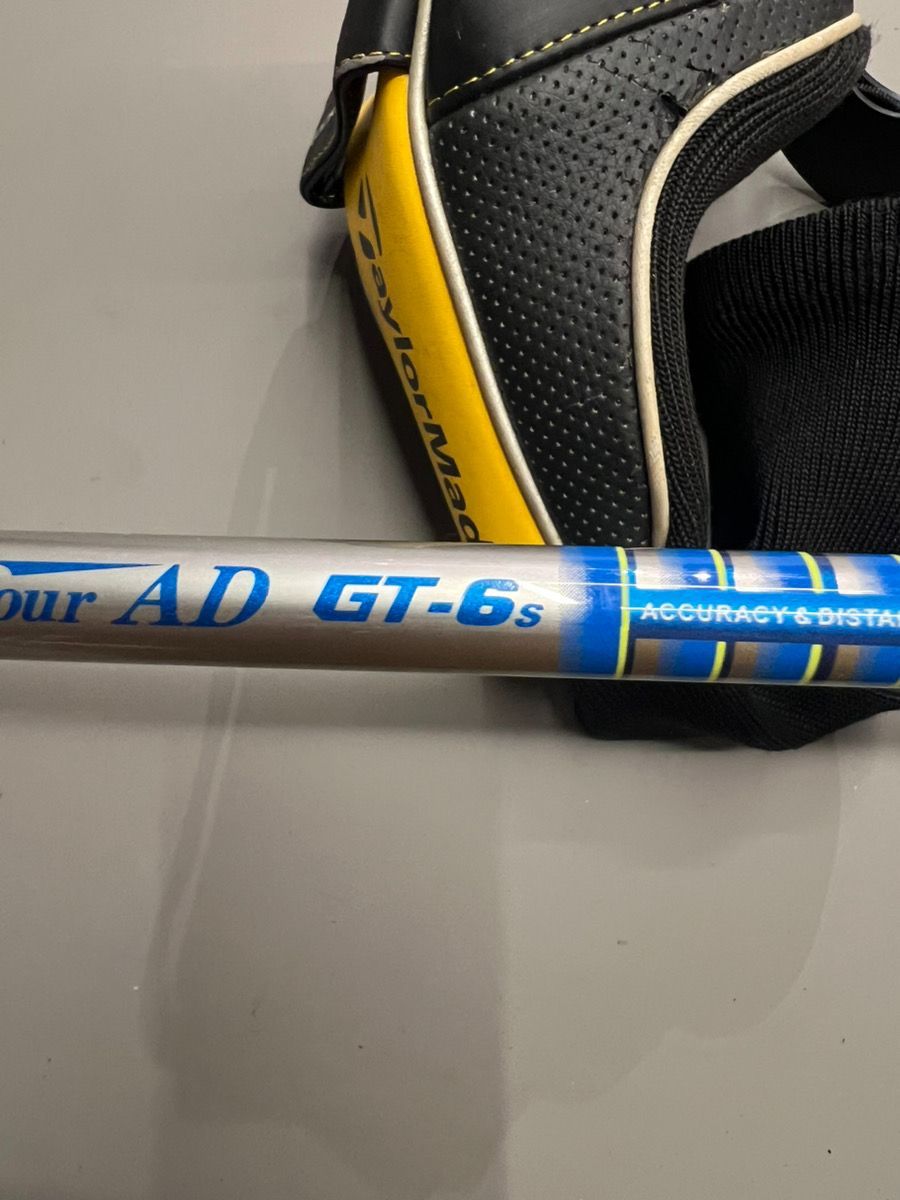 TaylorMad
our AD GT-6s
ACCURACY & DISTA